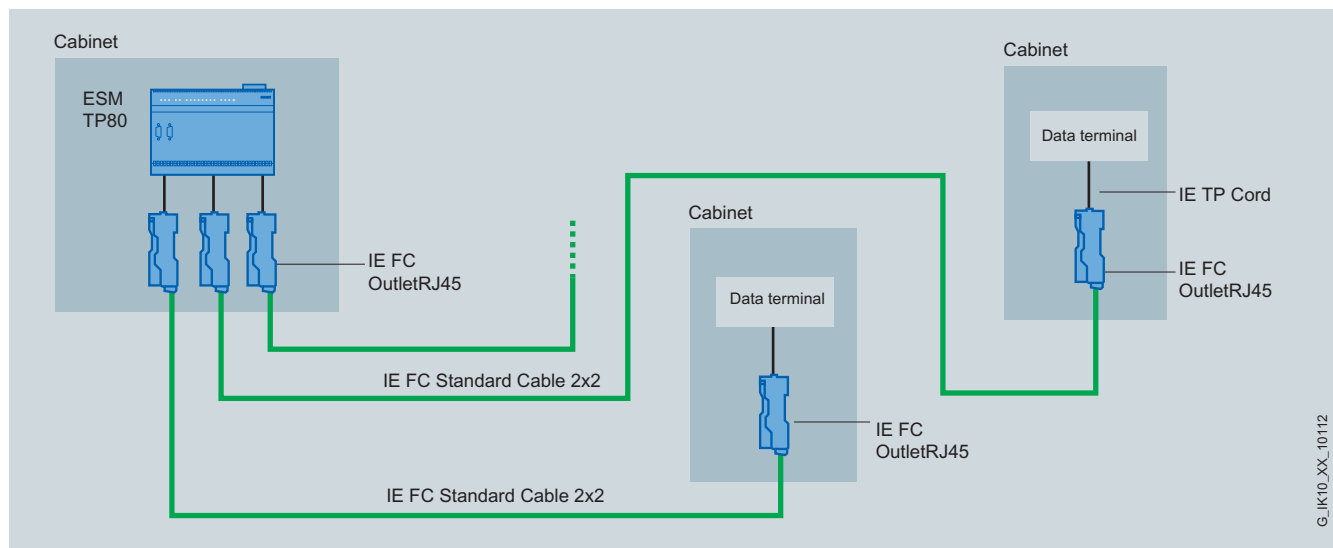 Cabinet
ESM
TP80
IE FC
OutletRJ45
IE FC Standard Cable 2x2
IE FC Standard Cable 2x2
Cabinet
Data terminal
IE FC
OutletRJ45
Cabinet
Data terminal
IE TP Cord
IE FC
OutletRJ45
G_IK10_XX_10112